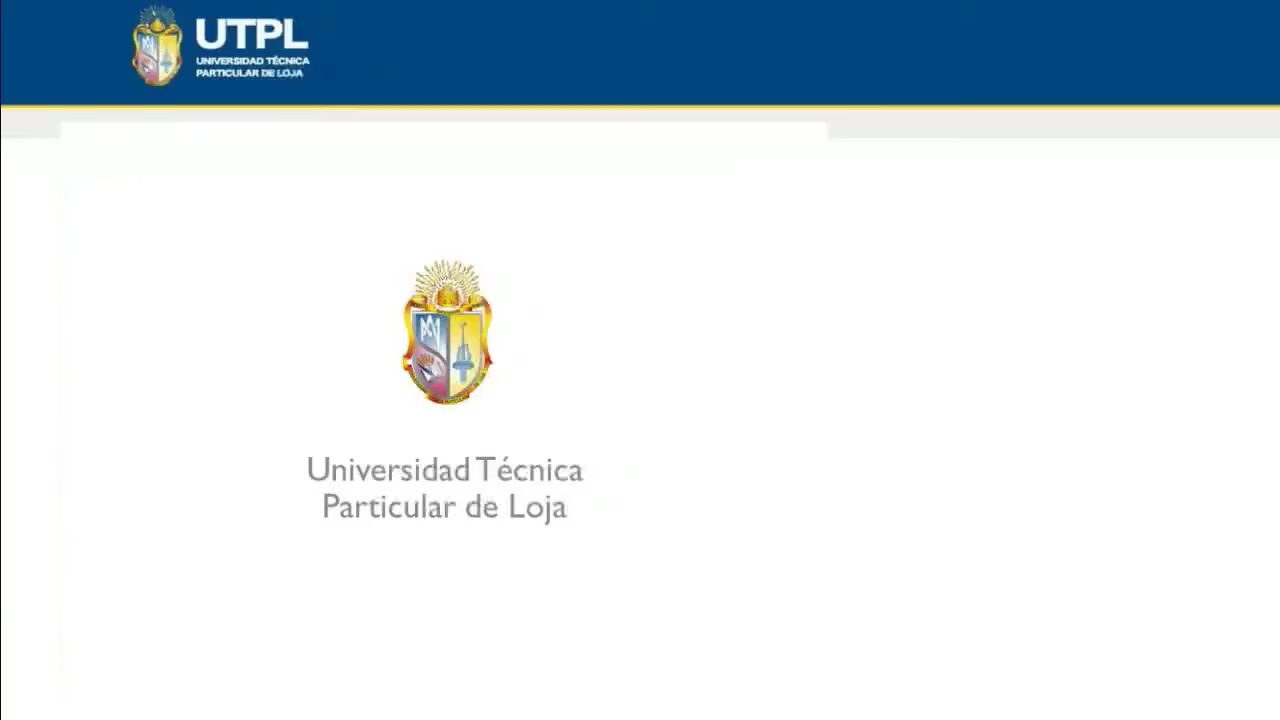 UTPL
UNIVERSIDAD TÉCNICA
PARTICULAR DE LOJA
Universidad Técnica
Particular de Loja